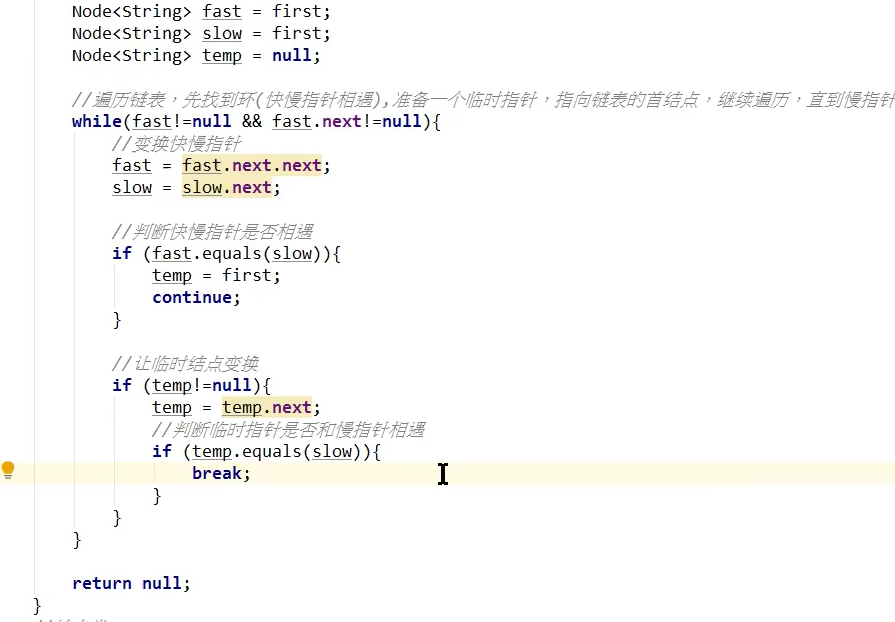 Node<String> fast = first;
Node<String> slow = first;
Node<String> temp = null;
//遍历链表，先找到环(快慢指针相遇),准备一个临时指针，指向链表的首结点，继续遍历，直到慢指针
while(fast!=null && fast.next!=null){
//变换快慢指针
fast = fast.next.next;
slow = slow.next;
//判断快慢指针是否相遇
if (fast.equals(slow)){
temp = first;
continue;
}
//让临时结点变换
if (temp!=null){
temp = temp.next;
//判断临时指针是否和慢指针相遇
if (temp.equals(slow)){
break;
}
}
}
return null;
}